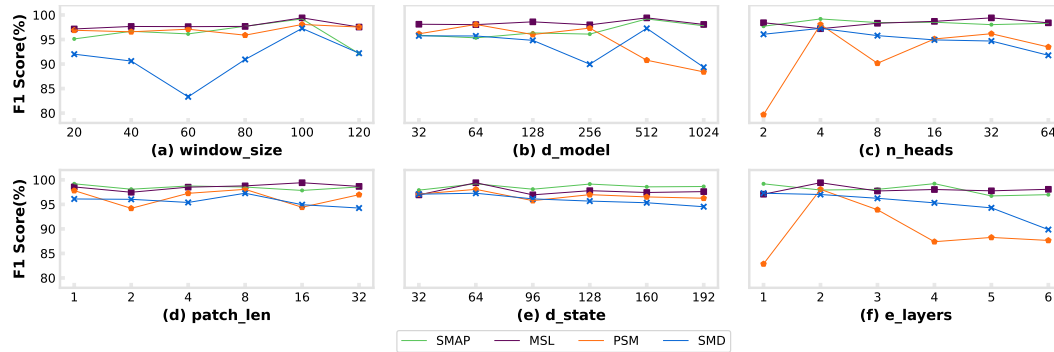 F1 Score(%)
100
95
90
85
80
20 40 60 80 100 120
32 64 128 256 512 1024
2 4 8 16 32 64
(a) window_size
(b) d_model
(c) n_heads
F1 Score(%)
100
95
90
85
80
1 2 4 8 16 32
32 64 96 128 160 192
1 2 3 4 5 6
(d) patch_len
(e) d_state
(f) e_layers
SMAP MSL PSM SMD